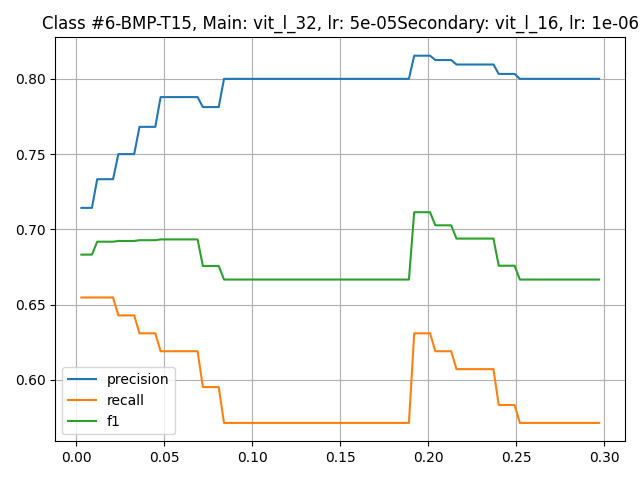 Class #6-BMP-T15, Main: vit_l_32, lr: 5e-05Secondary: vit_l_16, lr: 1e-06
0.80
0.75
0.70
0.65
0.60
precision
recall
f1
0.00 0.05 0.10 0.15 0.20 0.25 0.30